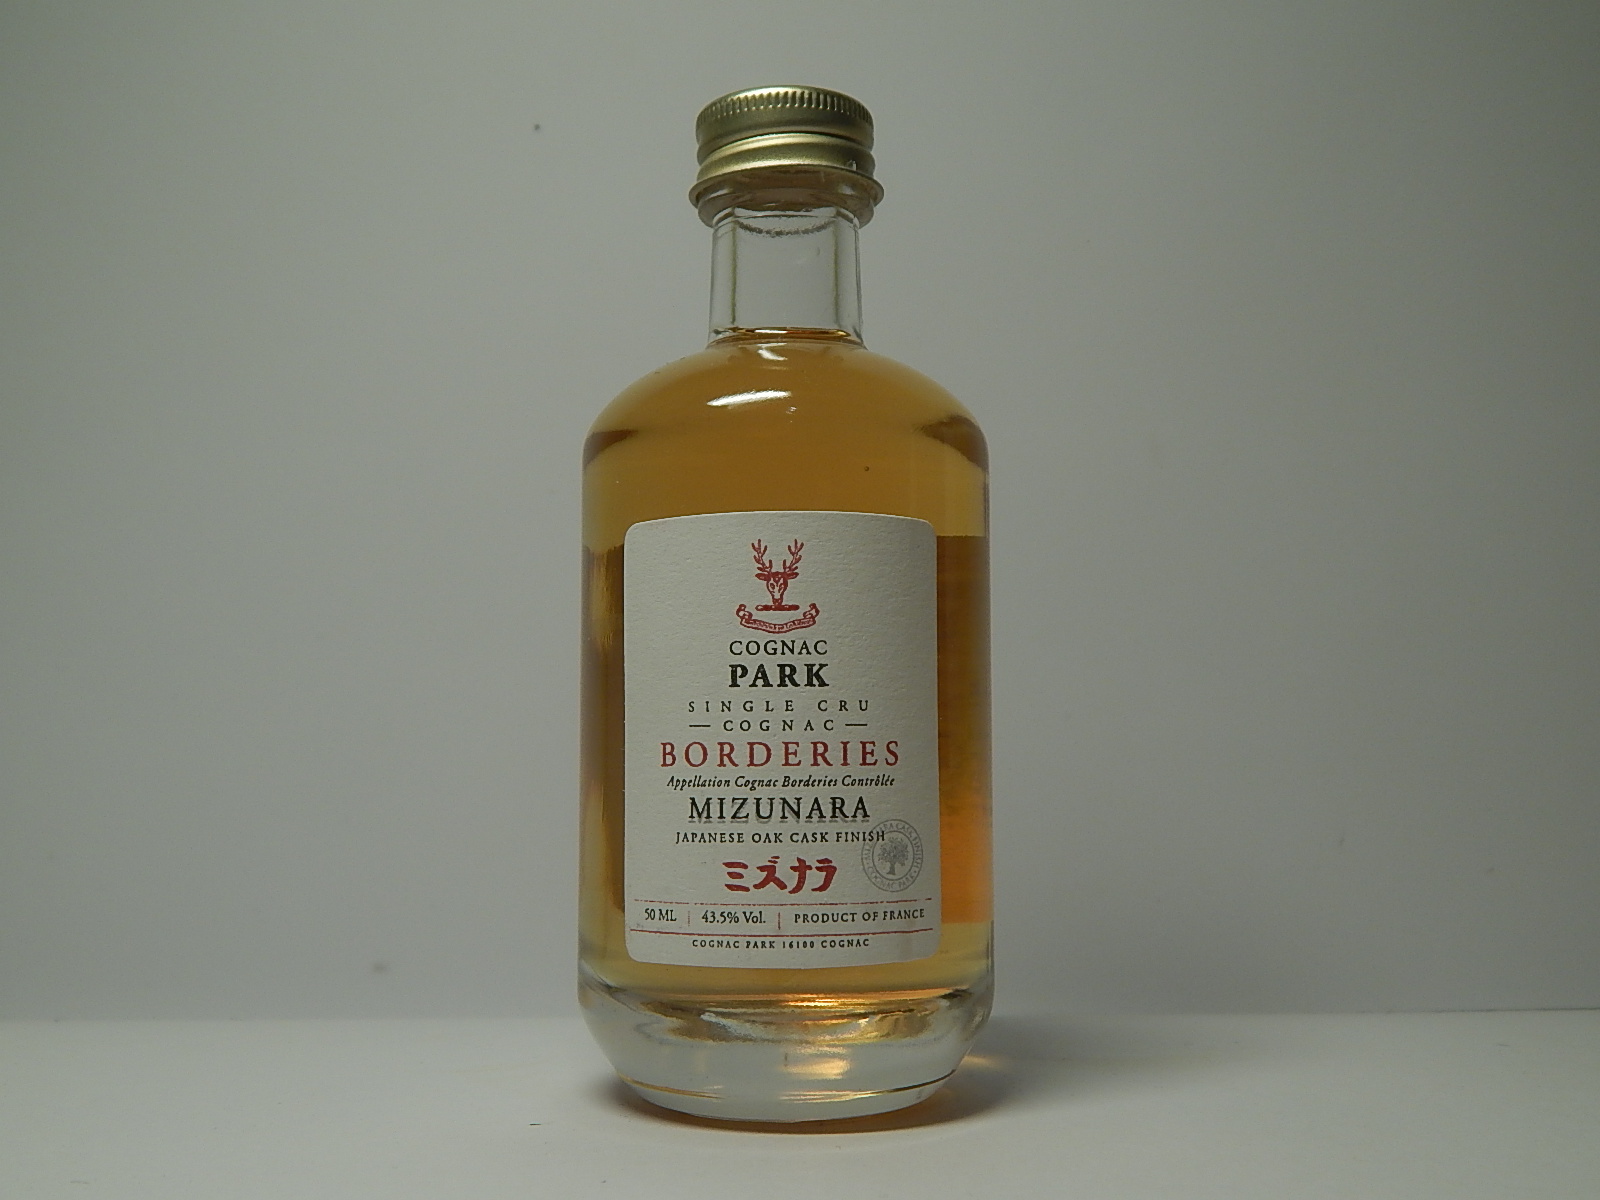 COGNAC
PARK
SINGLE CRU
COGNAC
BORDERIES
Appellation Cognac Borderies Contrôlée
MIZUNARA
JAPANESE OAK CASK FINISH
ミズナラ
50 ML | 43.5% Vol. | PRODUCT OF FRANCE
COGNAC PARK 16100 COGNAC